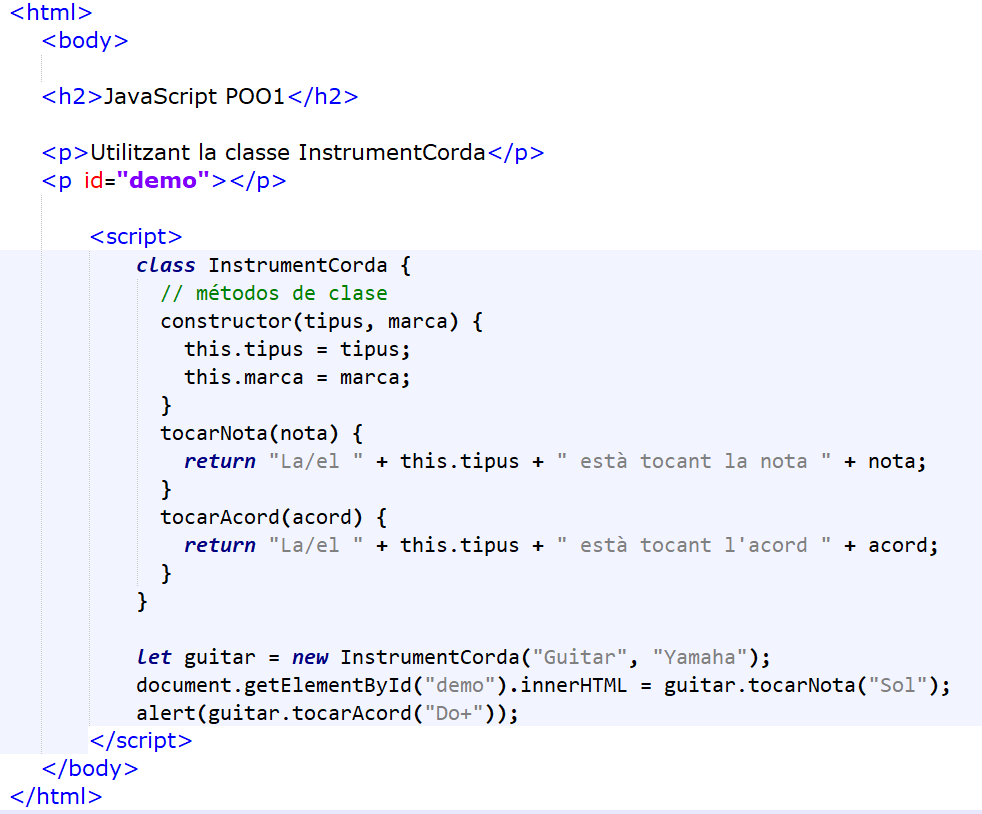 <html>
<body>
<h2>JavaScript POO1</h2>
<p>Utilitzant la classe InstrumentCorda</p>
<p id="demo"></p>
<script>
class InstrumentCorda {
// métodos de clase
constructor(tipus, marca) {
this.tipus = tipus;
this.marca = marca;
}
tocarNota(nota) {
return "La/el " + this.tipus + " està tocant la nota " + nota;
}
tocarAcord(acord) {
return "La/el " + this.tipus + " està tocant l'acord " + acord;
}
}
let guitar = new InstrumentCorda("Guitar", "Yamaha");
document.getElementById("demo").innerHTML = guitar.tocarNota("Sol");
alert(guitar.tocarAcord("Do+"));
</script>
</body>
</html>